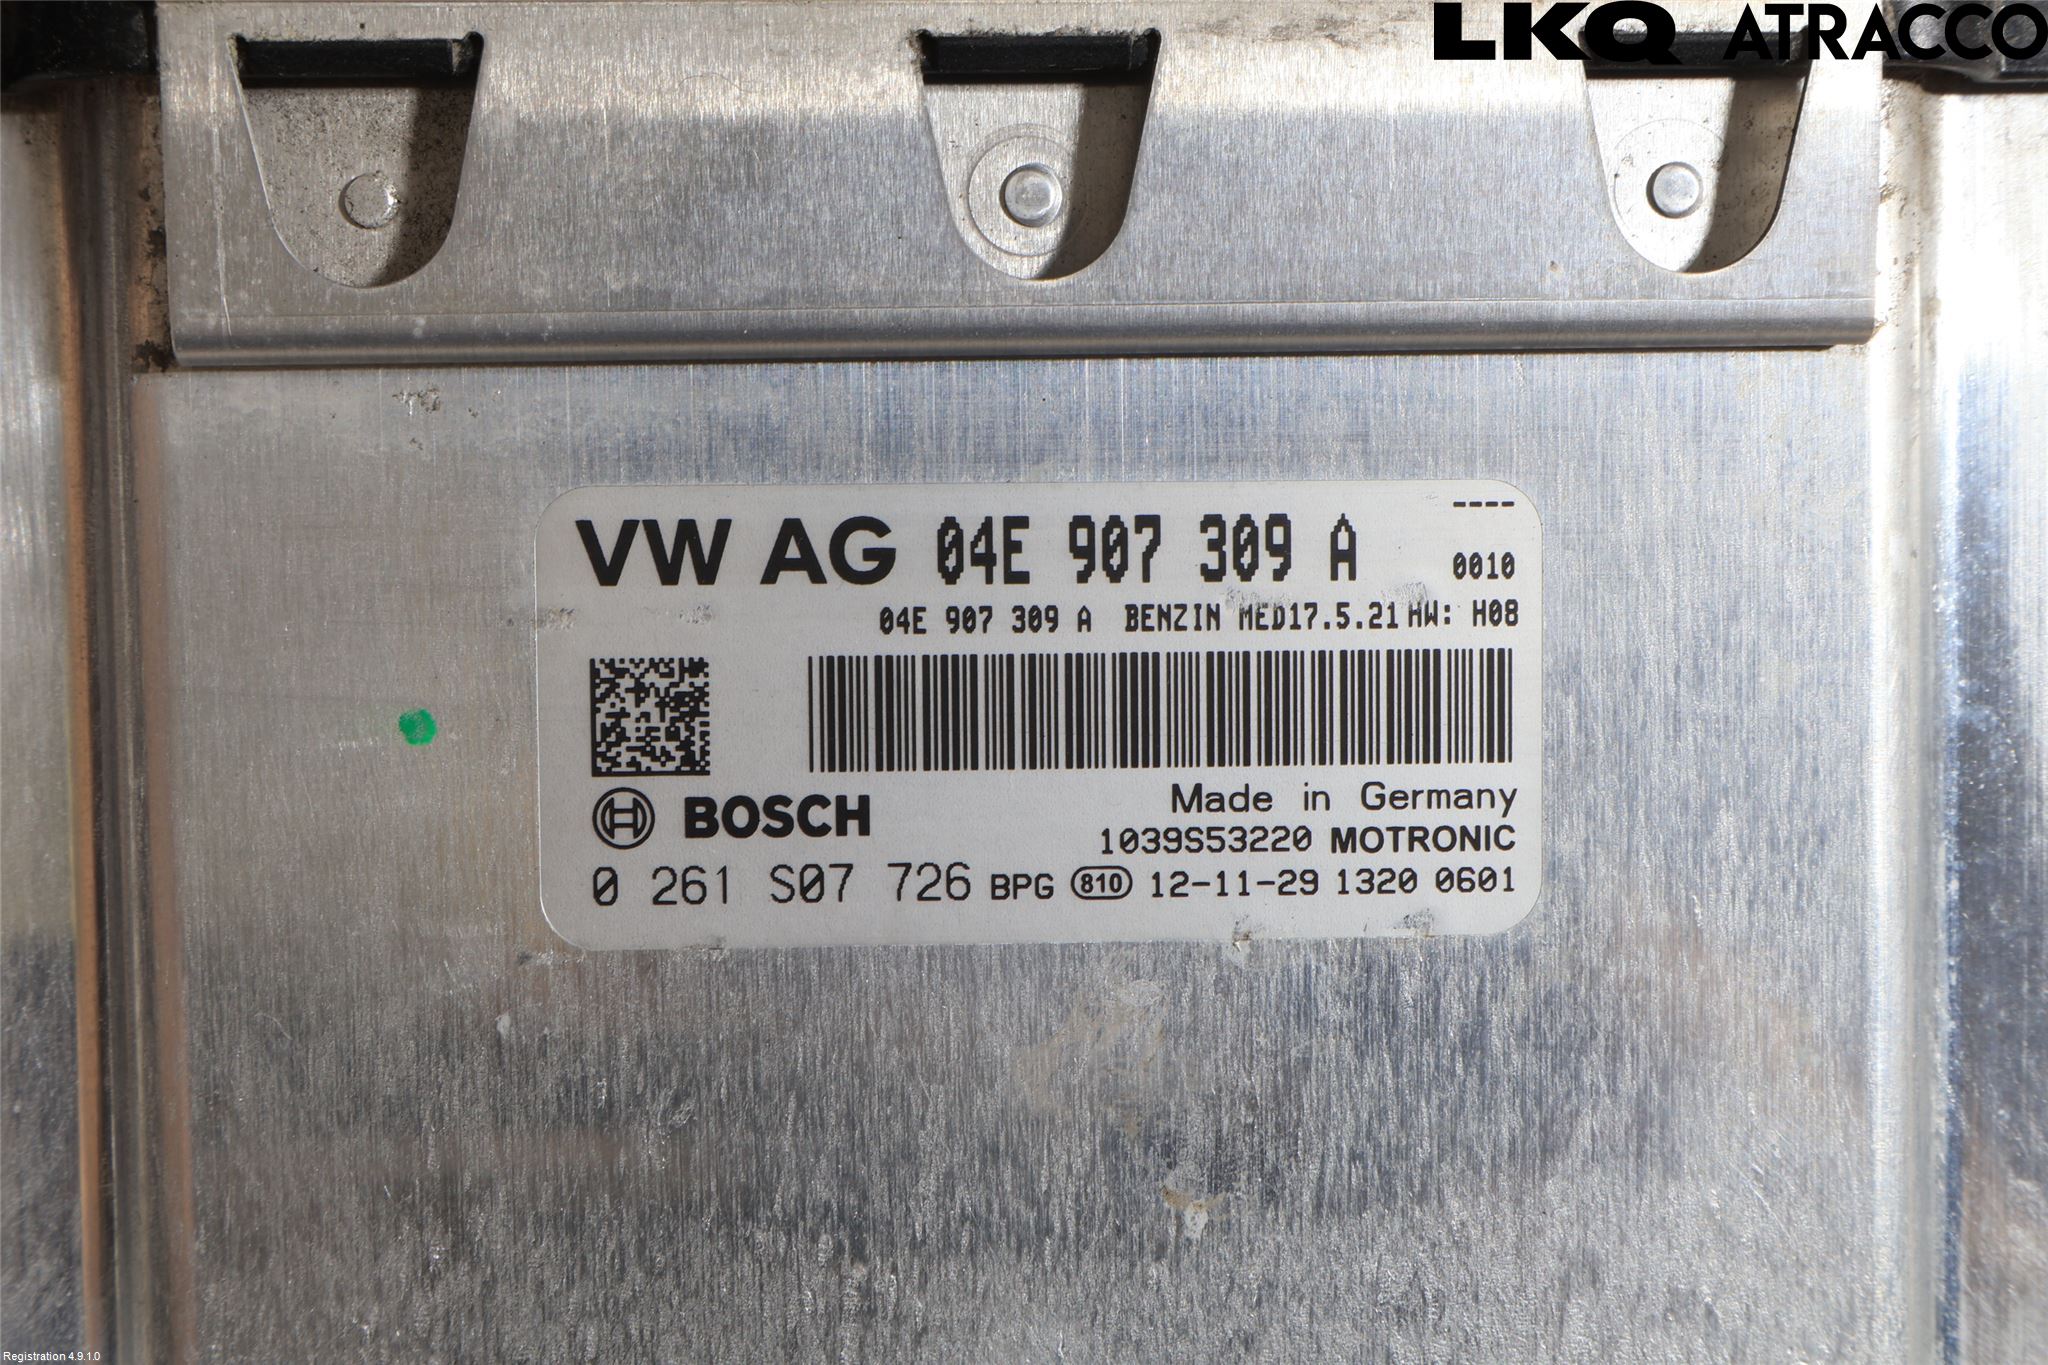 LKQ ATRACCO
----
VW AG 04E 907 309 A 0010
04E 907 309 A BENZIN MED17.5.21 HW: H08
BOSCH
Made in Germany
1039S53220 MOTRONIC
0 261 S07 726 BPG 810 12-11-29 1320 0601
Registration 4.9.1.0